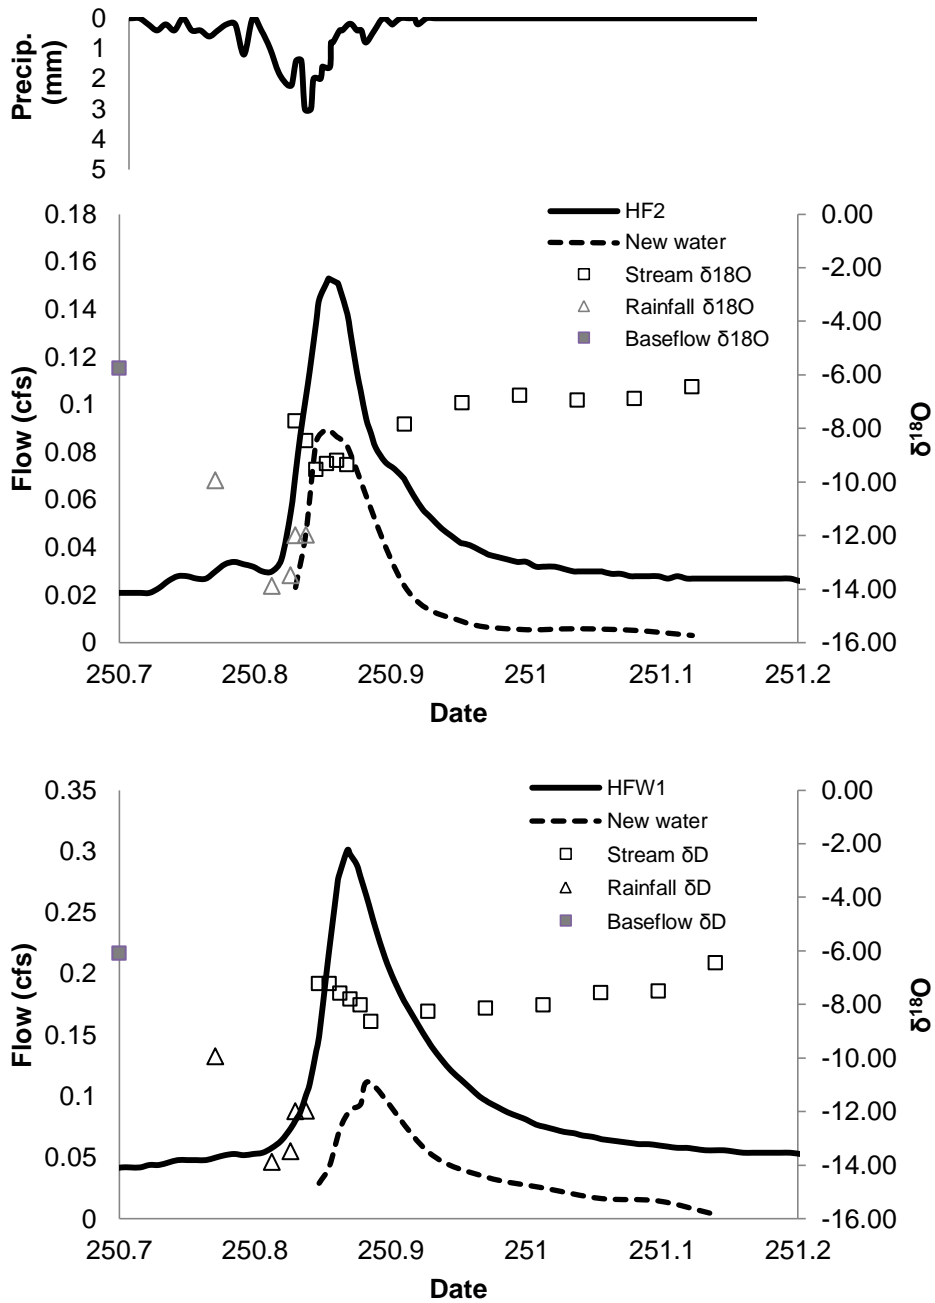 Precip.
(mm)
0
1
2
3
4
5
Flow (cfs)
0.18
0.16
0.14
0.12
0.1
0.08
0.06
0.04
0.02
0
HF2
New water
Stream δ18O
Rainfall δ18O
Baseflow δ18O
0.00
-2.00
-4.00
-6.00
-8.00
-10.00
-12.00
-14.00
-16.00
δ¹⁸O
250.7 250.8 250.9 251 251.1 251.2
Date
Flow (cfs)
0.35
0.3
0.25
0.2
0.15
0.1
0.05
0
HFW1
New water
Stream δD
Rainfall δD
Baseflow δD
0.00
-2.00
-4.00
-6.00
-8.00
-10.00
-12.00
-14.00
-16.00
δ¹⁸O
250.7 250.8 250.9 251 251.1 251.2
Date